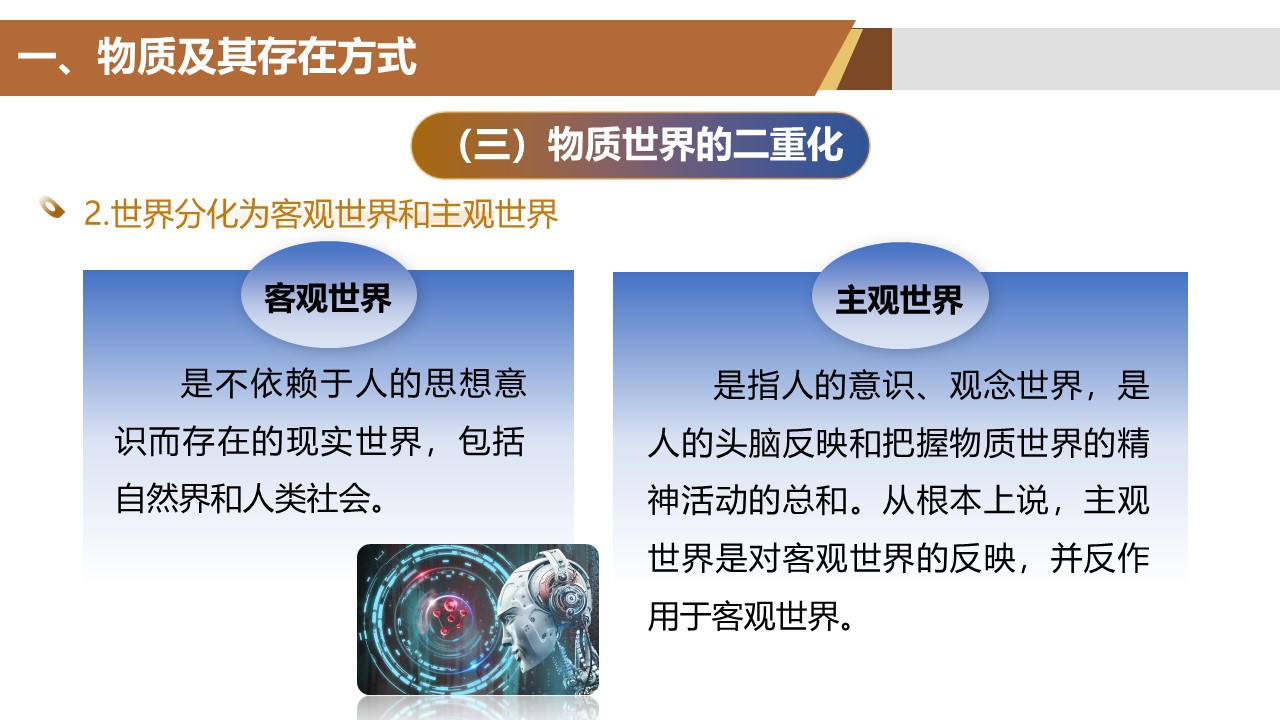 一、物质及其存在方式
（三）物质世界的二重化
2.世界分化为客观世界和主观世界
客观世界
是不依赖于人的思想意
识而存在的现实世界，包括
自然界和人类社会。
主观世界
是指人的意识、观念世界，是
人的头脑反映和把握物质世界的精
神活动的总和。从根本上说，主观
世界是对客观世界的反映，并反作
用于客观世界。